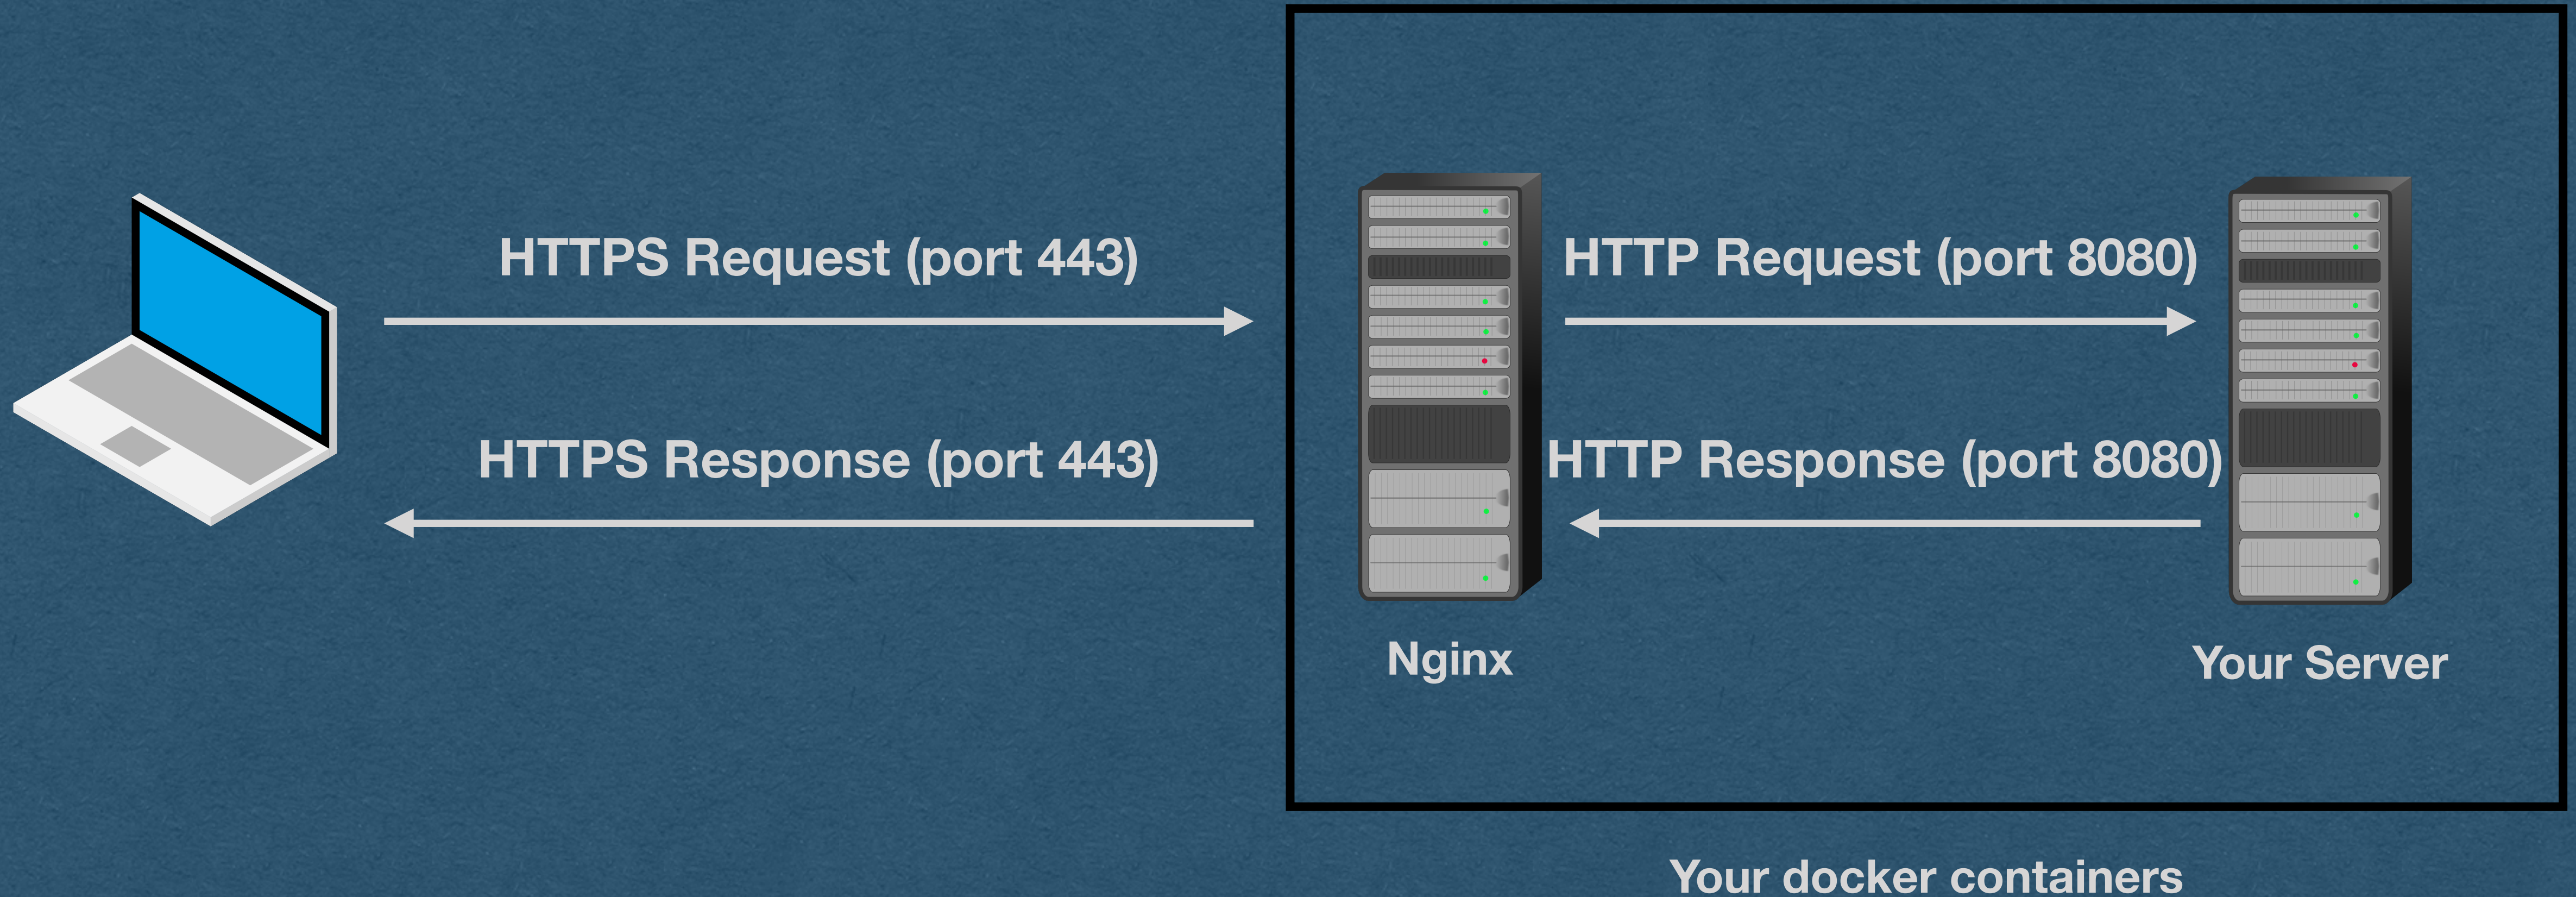 HTTPS Request (port 443)
HTTP Request (port 8080)
HTTPS Response (port 443)
HTTP Response (port 8080)
Nginx
Your Server
Your docker containers